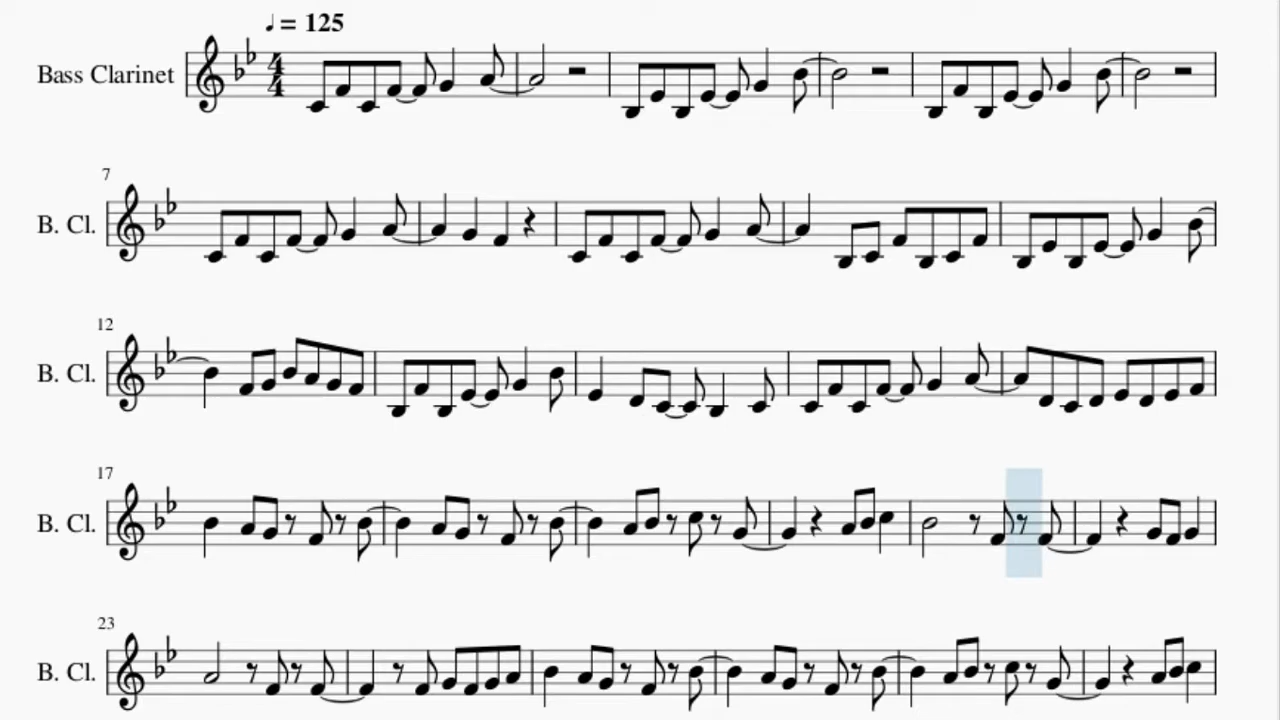 ♩ = 125
Bass Clarinet
4/4
7
B. Cl.
12
B. Cl.
17
B. Cl.
23
B. Cl.